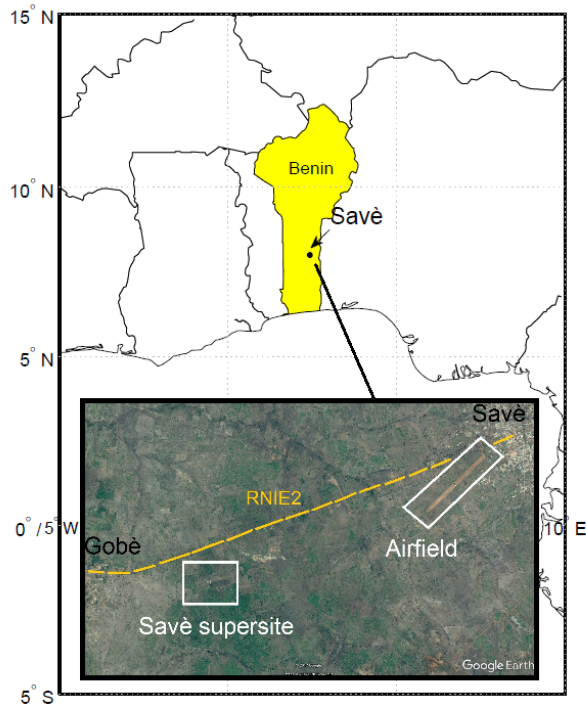 15° N
Benin
Savè
10° N
5° N
Savè
RNIE2
0° / 5° W
10° E
Gobè
Airfield
Savè supersite
Google Earth
5° S